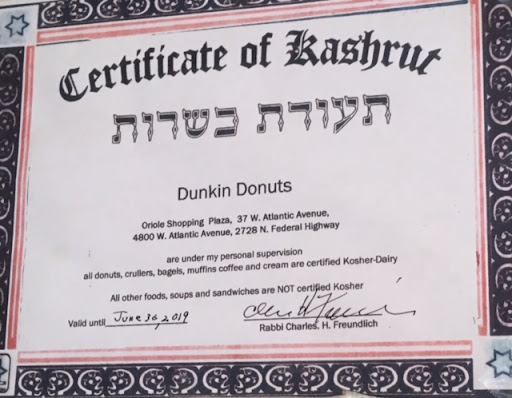 Certificate of Kashrut
תעודת כשרות
Dunkin Donuts
Oriole Shopping Plaza, 37 W. Atlantic Avenue,
4800 W. Atlantic Avenue, 2728 N. Federal Highway
are under my personal supervision
all donuts, crullers, bagels, muffins coffee and cream are certified Kosher-Dairy
All other foods, soups and sandwiches are NOT certified Kosher
Valid until June 30, 2019
Rabbi Charles. H. Freundlich